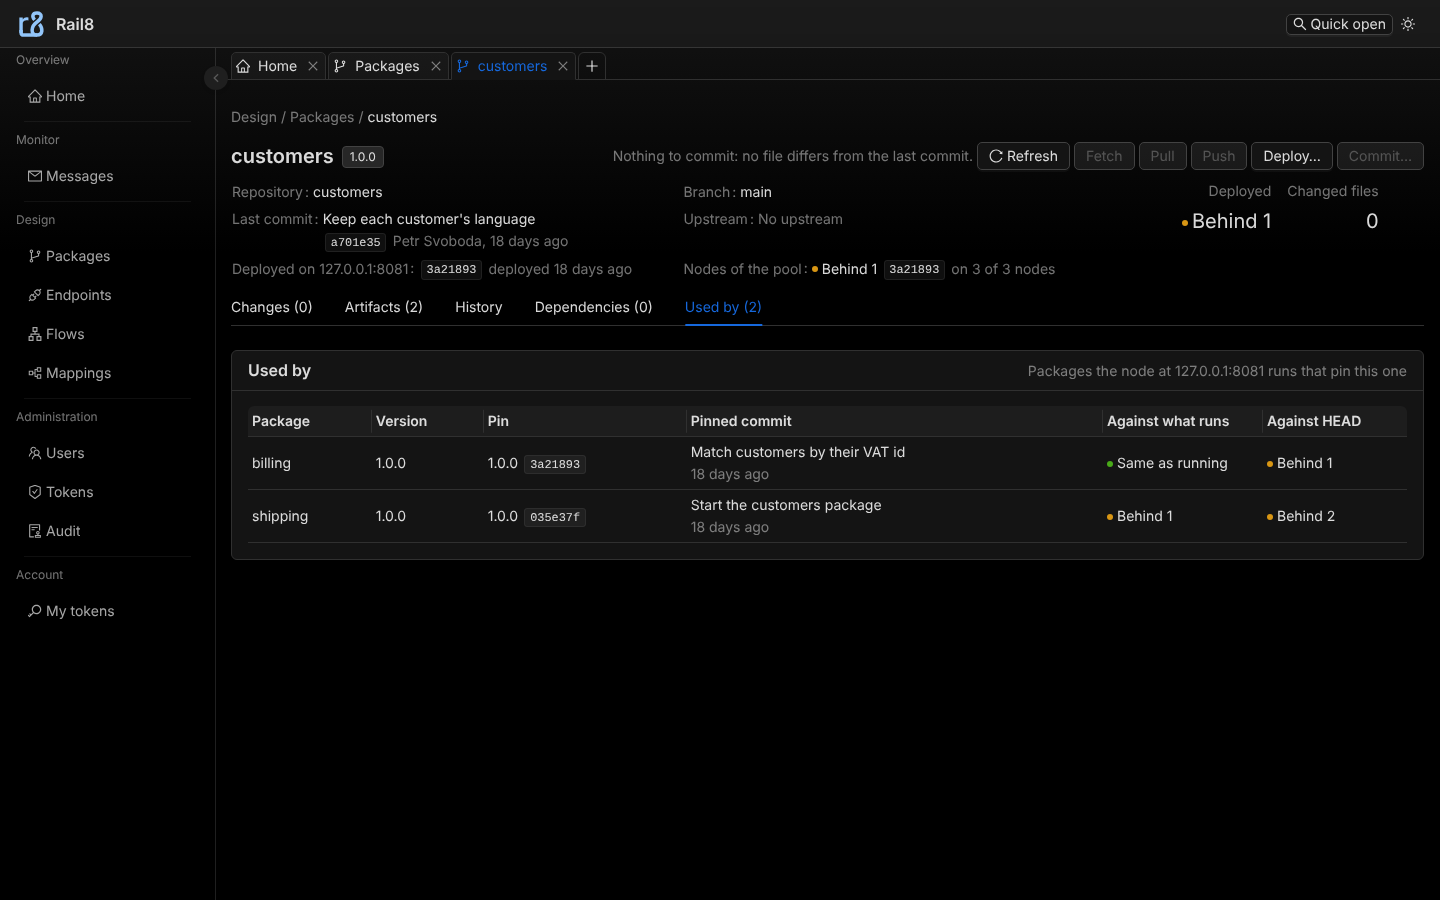 Rail8
Quick open
Overview
Home
Monitor
Messages
Design
Packages
Endpoints
Flows
Mappings
Administration
Users
Tokens
Audit
Account
My tokens
Home
Packages
customers
Design / Packages / customers
customers 1.0.0
Nothing to commit: no file differs from the last commit.
Refresh
Fetch
Pull
Push
Deploy...
Commit...
Repository: customers
Branch: main
Deployed
Behind 1
Changed files
0
Last commit: Keep each customer's language
a701e35 Petr Svoboda, 18 days ago
Upstream: No upstream
Deployed on 127.0.0.1:8081: 3a21893 deployed 18 days ago
Nodes of the pool: Behind 1 3a21893 on 3 of 3 nodes
Changes (0)
Artifacts (2)
History
Dependencies (0)
Used by (2)
Used by
Packages the node at 127.0.0.1:8081 runs that pin this one
Package Version Pin Pinned commit Against what runs Against HEAD
billing 1.0.0 1.0.0 3a21893 Match customers by their VAT id Same as running Behind 1
18 days ago
shipping 1.0.0 1.0.0 035e37f Start the customers package Behind 1 Behind 2
18 days ago